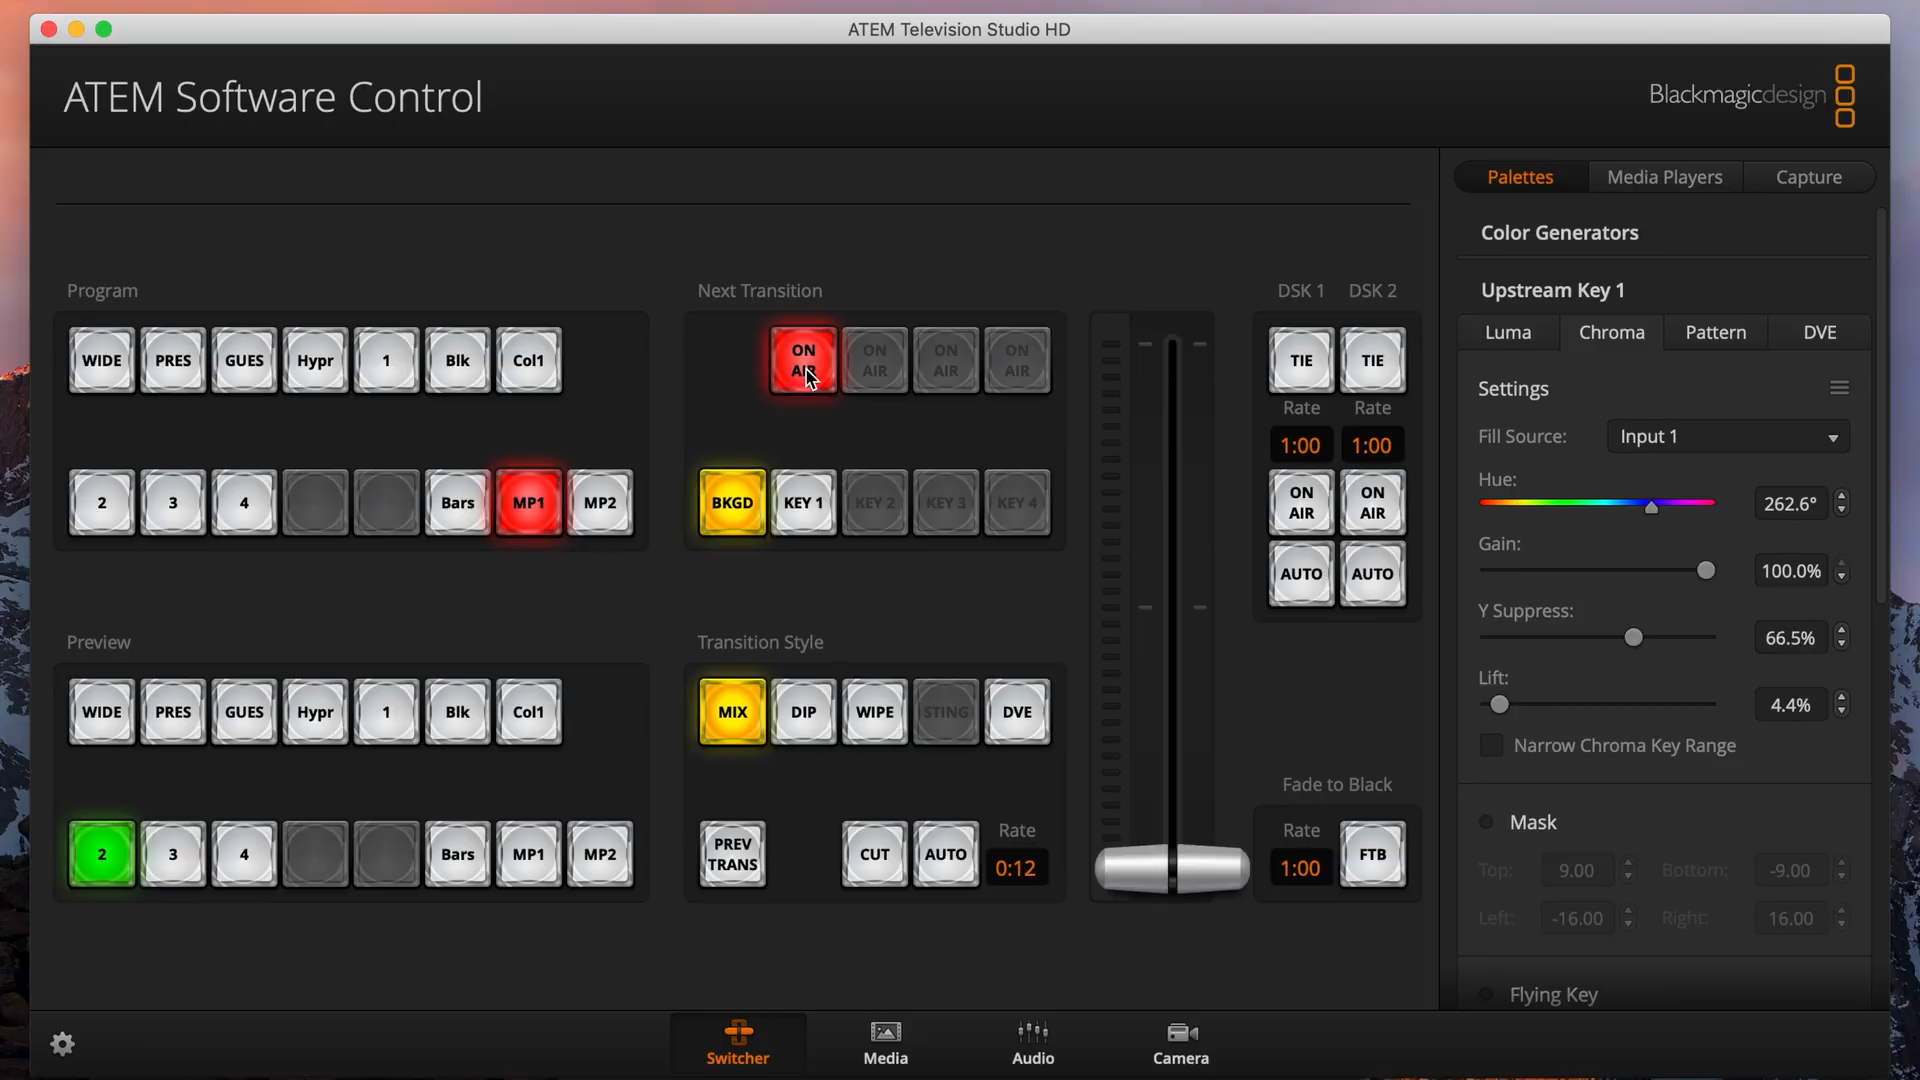 ATEM Television Studio HD
ATEM Software Control
Blackmagicdesign
Palettes Media Players Capture
Color Generators
Program
Next Transition
DSK 1 DSK 2
Upstream Key 1
Luma Chroma Pattern DVE
WIDE PRES GUES Hypr 1 Blk Col1
ON AIR ON AIR ON AIR ON AIR
TIE TIE
Settings
Rate Rate
1:00 1:00
Fill Source: Input 1
Hue:
262.6°
2 3 4 Bars MP1 MP2
BKGD KEY 1 KEY 2 KEY 3 KEY 4
ON AIR ON AIR
Gain:
100.0%
AUTO AUTO
Y Suppress:
66.5%
Preview
Transition Style
Lift:
4.4%
WIDE PRES GUES Hypr 1 Blk Col1
MIX DIP WIPE STING DVE
Narrow Chroma Key Range
Fade to Black
Mask
2 3 4 Bars MP1 MP2
PREV TRANS CUT AUTO
Rate
0:12
Rate
1:00
FTB
Top: 9.00 Bottom: -9.00
Left: -16.00 Right: 16.00
Flying Key
Switcher Media Audio Camera